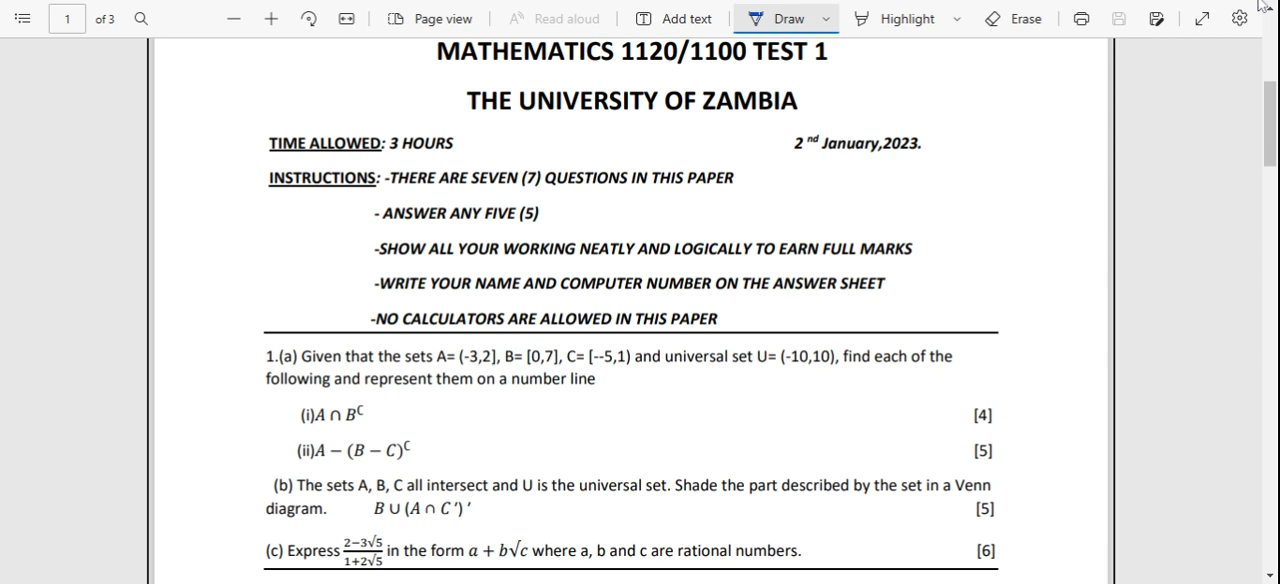 1 of 3 Page view Read aloud Add text Draw Highlight Erase
MATHEMATICS 1120/1100 TEST 1
THE UNIVERSITY OF ZAMBIA
TIME ALLOWED: 3 HOURS 2 nd January,2023.
INSTRUCTIONS: -THERE ARE SEVEN (7) QUESTIONS IN THIS PAPER
- ANSWER ANY FIVE (5)
-SHOW ALL YOUR WORKING NEATLY AND LOGICALLY TO EARN FULL MARKS
-WRITE YOUR NAME AND COMPUTER NUMBER ON THE ANSWER SHEET
-NO CALCULATORS ARE ALLOWED IN THIS PAPER
1.(a) Given that the sets A= (-3,2], B= [0,7], C= [--5,1) and universal set U= (-10,10), find each of the
following and represent them on a number line
(i)A ∩ Bᶜ [4]
(ii)A − (B − C)ᶜ [5]
(b) The sets A, B, C all intersect and U is the universal set. Shade the part described by the set in a Venn
diagram. B ∪ (A ∩ C ′) ′ [5]
(c) Express (2−3√5)/(1+2√5) in the form a + b√c where a, b and c are rational numbers. [6]